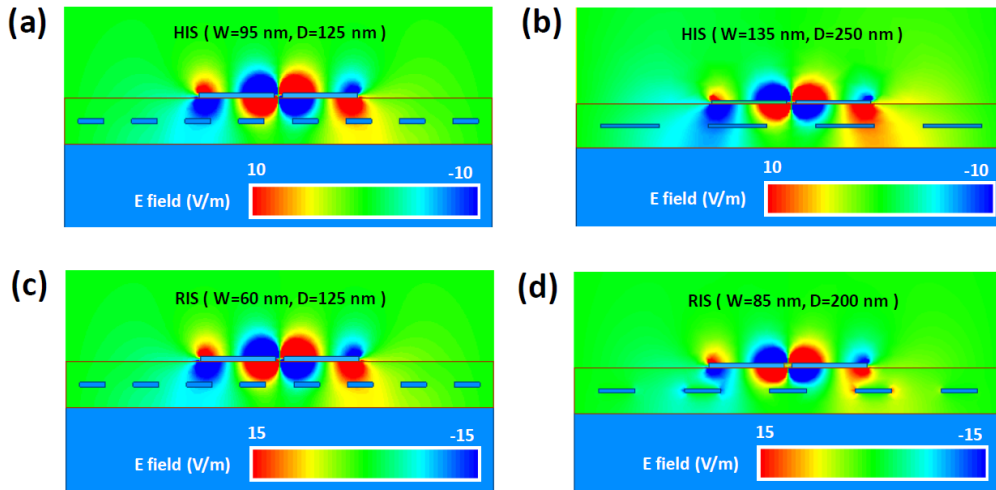 (a)
HIS ( W=95 nm, D=125 nm )
10
-10
E field (V/m)
(b)
HIS ( W=135 nm, D=250 nm )
10
-10
E field (V/m)
(c)
RIS ( W=60 nm, D=125 nm )
15
-15
E field (V/m)
(d)
RIS ( W=85 nm, D=200 nm )
15
-15
E field (V/m)